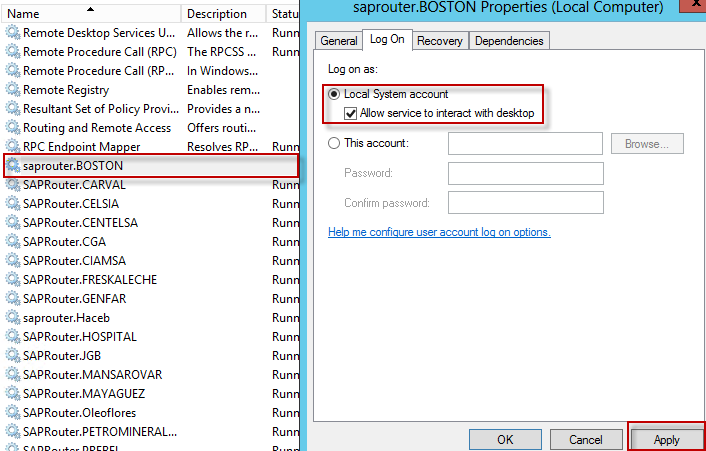 Name Description Statu
Remote Desktop Services U... Allows the r... Runn
Remote Procedure Call (RPC) The RPCSS ... Runn
Remote Procedure Call (RP... In Windows...
Remote Registry Enables rem...
Resultant Set of Policy Provi... Provides a n...
Routing and Remote Access Offers routi...
RPC Endpoint Mapper Resolves RP... Runn
saprouter.BOSTON
SAPRouter.CARVAL Runn
SAPRouter.CELSIA Runn
SAPRouter.CENTELSA Runn
SAPRouter.CGA Runn
SAPRouter.CIAMSA Runn
SAPRouter.FRESKALECHE Runn
SAPRouter.GENFAR Runn
saprouter.Haceb Runn
SAPRouter.HOSPITAL Runn
SAPRouter.JGB Runn
SAPRouter.MANSAROVAR Runn
SAPRouter.MAYAGUEZ Runn
SAPRouter.Oleoflores Runn
SAPRouter.PETROMINERAL... Runn
saprouter.BOSTON Properties (Local Computer)
General Log On Recovery Dependencies
Log on as:
Local System account
Allow service to interact with desktop
This account: Browse...
Password:
Confirm password:
Help me configure user account log on options.
OK Cancel Apply